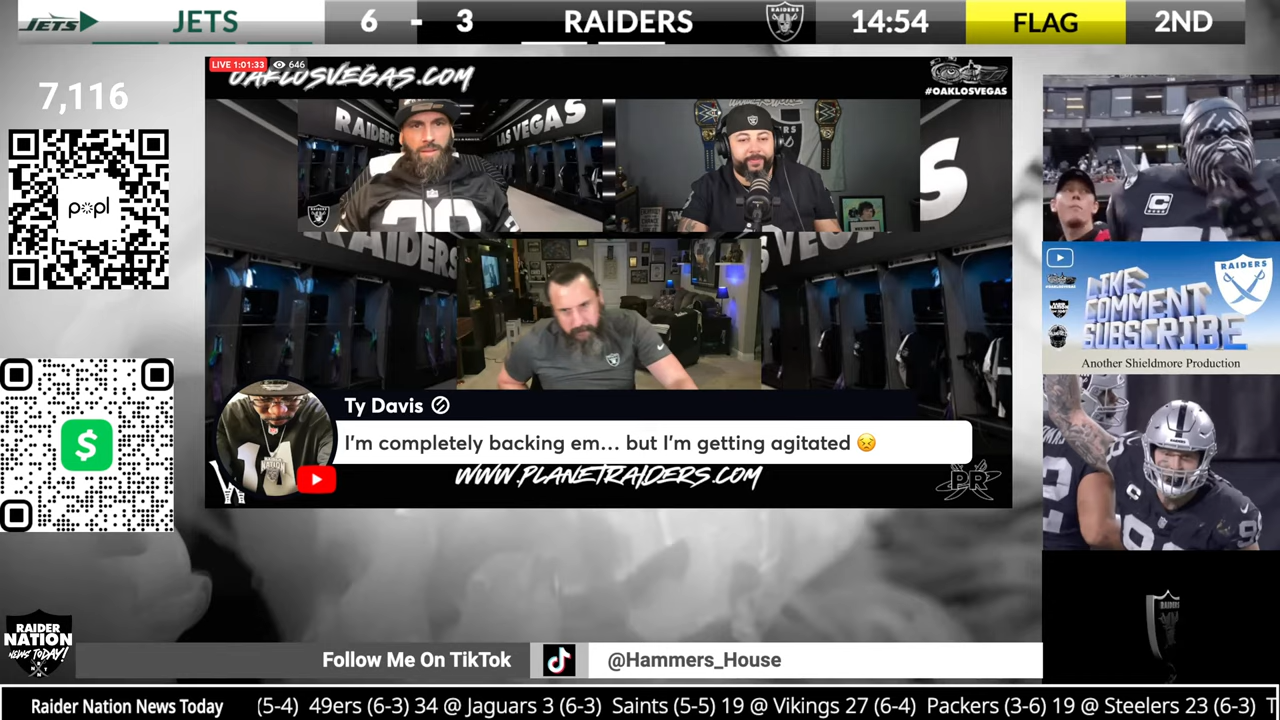 JETS
JETS
6 - 3
RAIDERS
14:54
FLAG
2ND
LIVE 1:01:33
646
OAKLOSVEGAS.COM
#OAKLOSVEGAS
7,116
popl
$
RAIDERS
LAS VEGAS
S
RAIDERS
VEGA
C
RAIDERS
LIKE
COMMENT
SUBSCRIBE
Another Shieldmore Production
Ty Davis
I'm completely backing em... but I'm getting agitated 😣
WWW.PLANETRAIDERS.COM
PR
C
RAIDER
NATION
NEWS TODAY!
Follow Me On TikTok
@Hammers_House
Raider Nation News Today
(5-4) 49ers (6-3) 34 @ Jaguars 3 (6-3) Saints (5-5) 19 @ Vikings 27 (6-4) Packers (3-6) 19 @ Steelers 23 (6-3) T